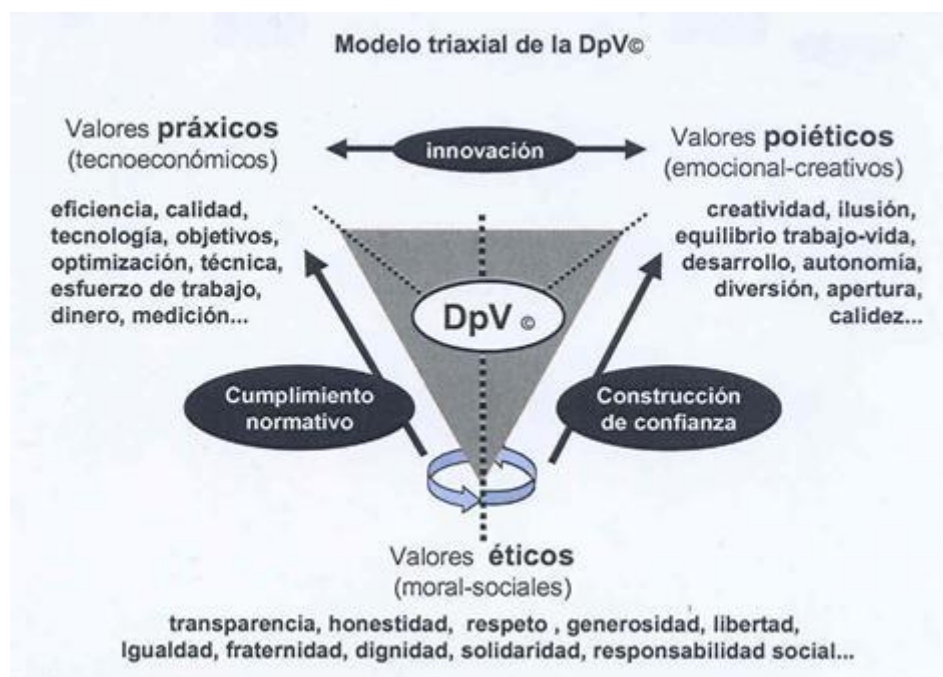 Modelo triaxial de la DpV©
Valores práxicos
(tecnoeconómicos)
innovación
Valores poiéticos
(emocional-creativos)
eficiencia, calidad,
tecnología, objetivos,
optimización, técnica,
esfuerzo de trabajo,
dinero, medición...
creatividad, ilusión,
equilibrio trabajo-vida,
desarrollo, autonomía,
diversión, apertura,
calidez...
DpV ©
Cumplimiento
normativo
Construcción
de confianza
Valores éticos
(moral-sociales)
transparencia, honestidad, respeto , generosidad, libertad,
Igualdad, fraternidad, dignidad, solidaridad, responsabilidad social...